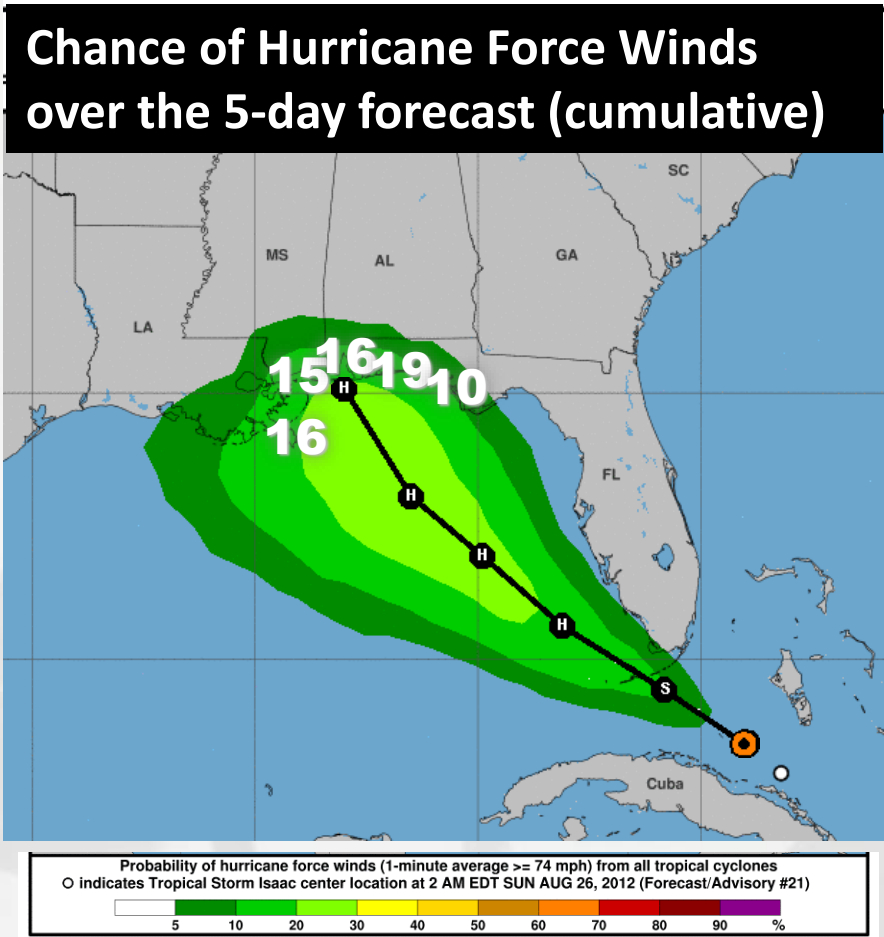 Chance of Hurricane Force Winds
over the 5-day forecast (cumulative)
SC
MS
AL
GA
LA
16
15
19
10
H
16
FL
H
H
H
S
Cuba
Probability of hurricane force winds (1-minute average >= 74 mph) from all tropical cyclones
O indicates Tropical Storm Isaac center location at 2 AM EDT SUN AUG 26, 2012 (Forecast/Advisory #21)
5 10 20 30 40 50 60 70 80 90 %